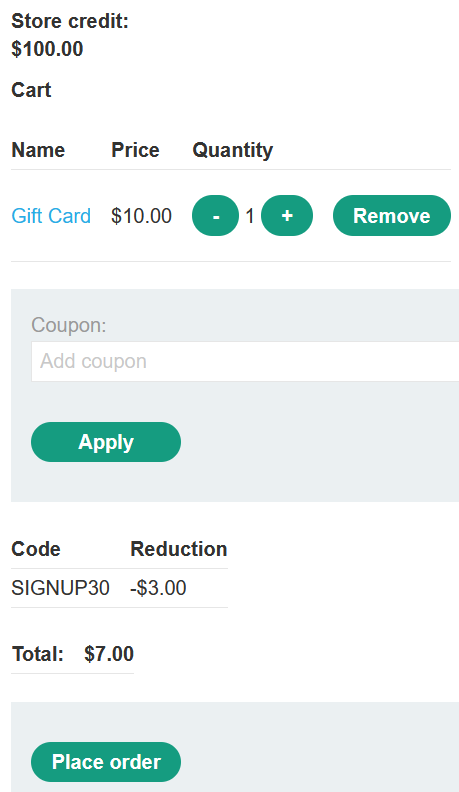 Store credit:
$100.00
Cart
Name Price Quantity
Gift Card $10.00 - 1 + Remove
Coupon:
Add coupon
Apply
Code Reduction
SIGNUP30 -$3.00
Total: $7.00
Place order